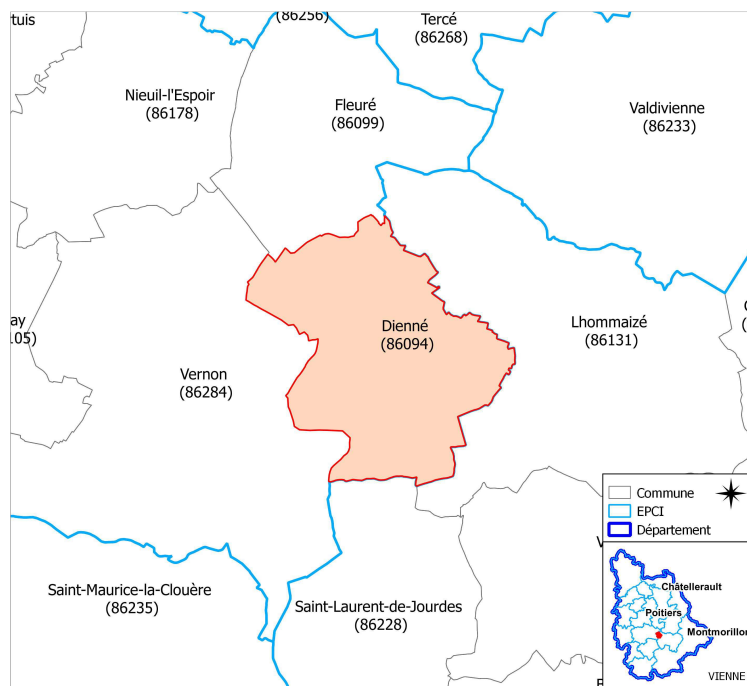 (86256)
tuis
Tercé
(86268)
Nieuil-l'Espoir
(86178)
Fleuré
(86099)
Valdivienne
(86233)
Dienné
(86094)
Lhommaizé
(86131)
ay
105)
Vernon
(86284)
Saint-Maurice-la-Clouère
(86235)
Saint-Laurent-de-Jourdes
(86228)
Commune
EPCI
Département
Châtellerault
Poitiers
Montmorillon
VIENNE